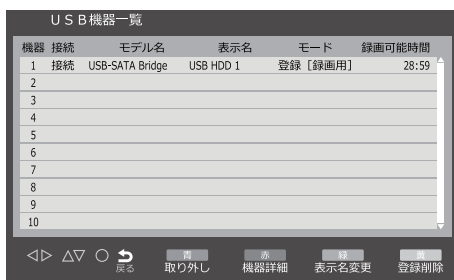 USB機器一覧
機器 接続 モデル名 表示名 モード 録画可能時間
1 接続 USB-SATA Bridge USB HDD 1 登録［録画用］ 28:59
2
3
4
5
6
7
8
9
10
戻る 青 取り外し 赤 機器詳細 緑 表示名変更 黄 登録削除